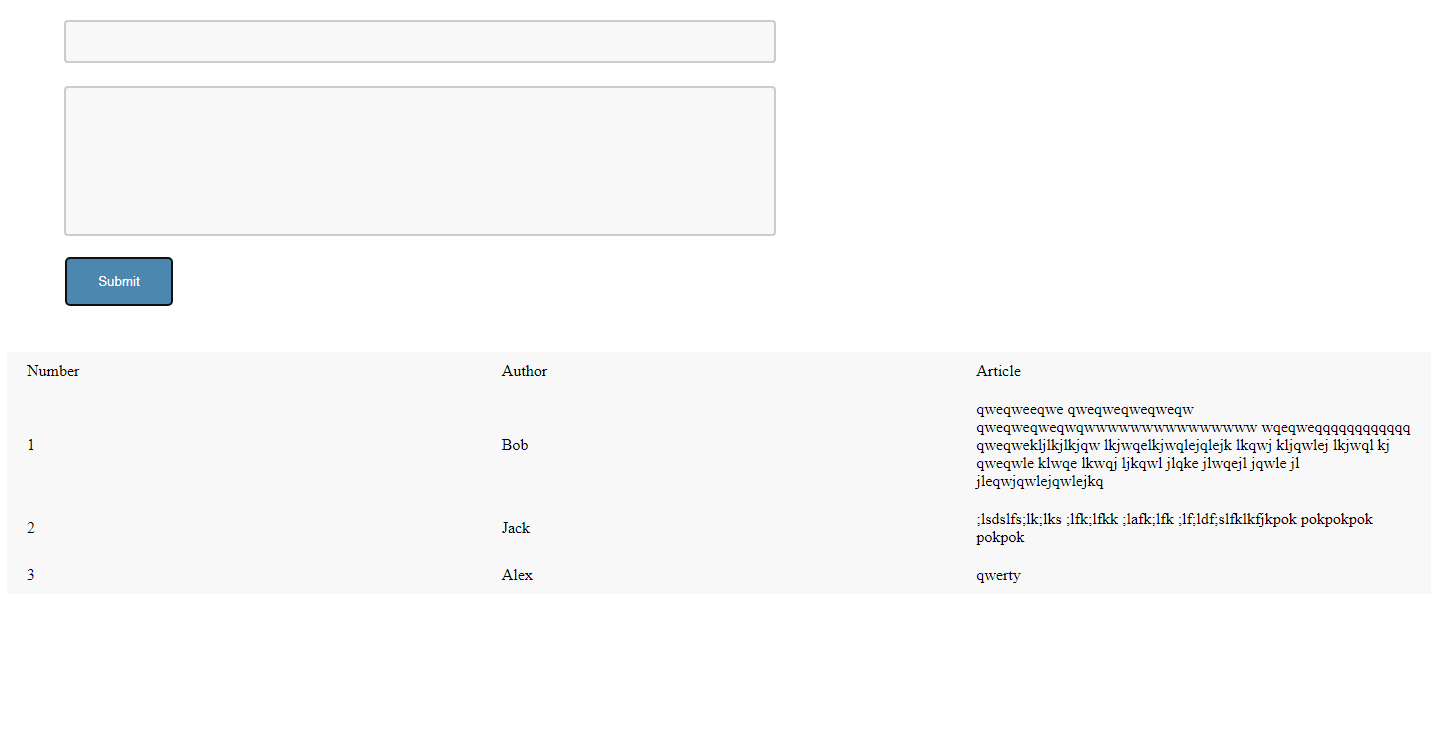 Submit
Number Author Article
1 Bob qweqweeqwe qweqweqweqweqw
qweqweqweqwqwwwwwwwwwwwwwww wqeqweqqqqqqqqqqq
qweqwekljlkjlkjqw lkjwqelkjwqlejqlejk lkqwj kljqwlej lkjwql kj
qweqwle klwqe lkwqj ljkqwl jlqke jlwqejl jqwle jl
jleqwjqwlejqwlejkq
2 Jack ;lsdslfs;lk;lks ;lfk;lfkk ;lafk;lfk ;lf;ldf;slfklkfjkpok pokpokpok
pokpok
3 Alex qwerty